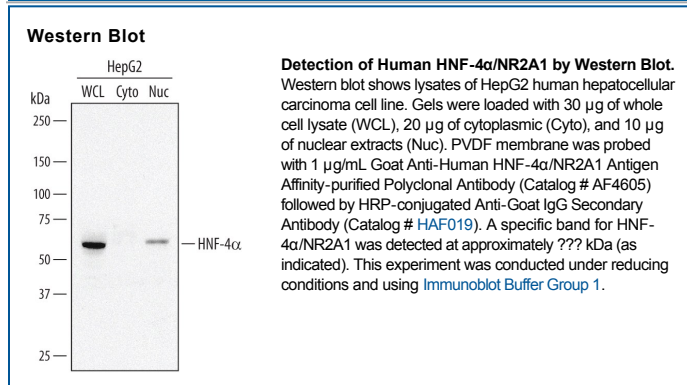 Western Blot
HepG2
kDa
WCL Cyto Nuc
250
150
100
75
50
37
25
HNF-4α
Detection of Human HNF-4α/NR2A1 by Western Blot.
Western blot shows lysates of HepG2 human hepatocellular
carcinoma cell line. Gels were loaded with 30 µg of whole
cell lysate (WCL), 20 µg of cytoplasmic (Cyto), and 10 µg
of nuclear extracts (Nuc). PVDF membrane was probed
with 1 µg/mL Goat Anti-Human HNF-4α/NR2A1 Antigen
Affinity-purified Polyclonal Antibody (Catalog # AF4605)
followed by HRP-conjugated Anti-Goat IgG Secondary
Antibody (Catalog # HAF019). A specific band for HNF-
4α/NR2A1 was detected at approximately ??? kDa (as
indicated). This experiment was conducted under reducing
conditions and using Immunoblot Buffer Group 1.